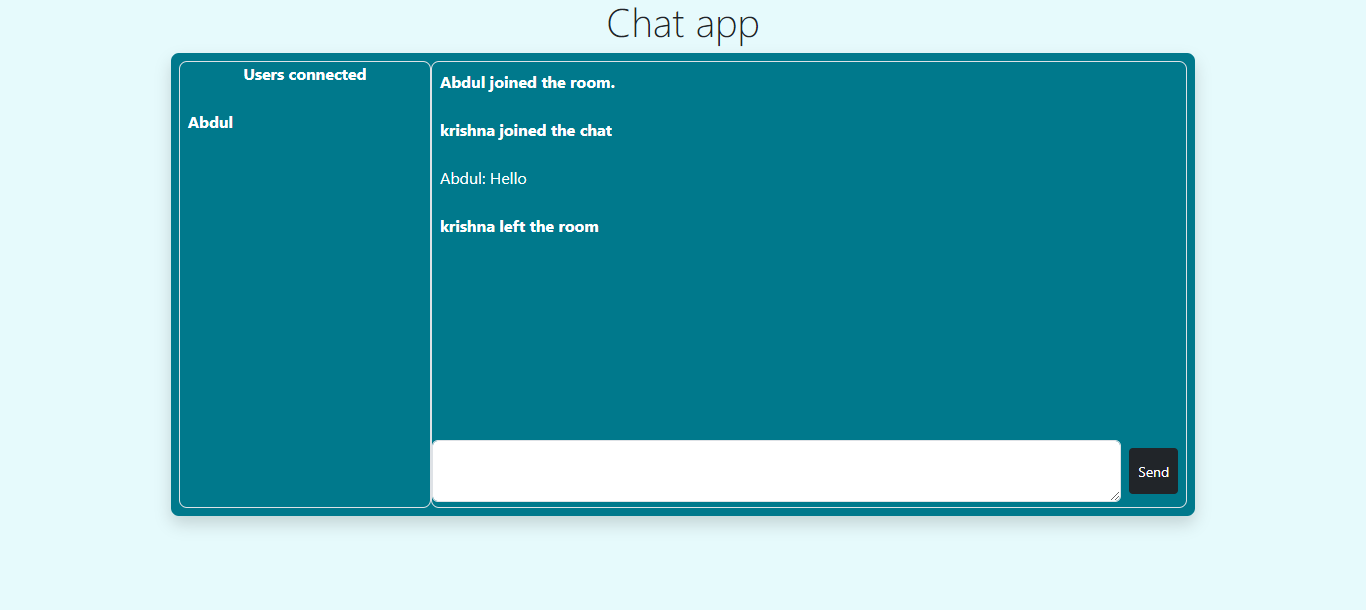 Chat app
Users connected
Abdul
Abdul joined the room.
krishna joined the chat
Abdul: Hello
krishna left the room
Send